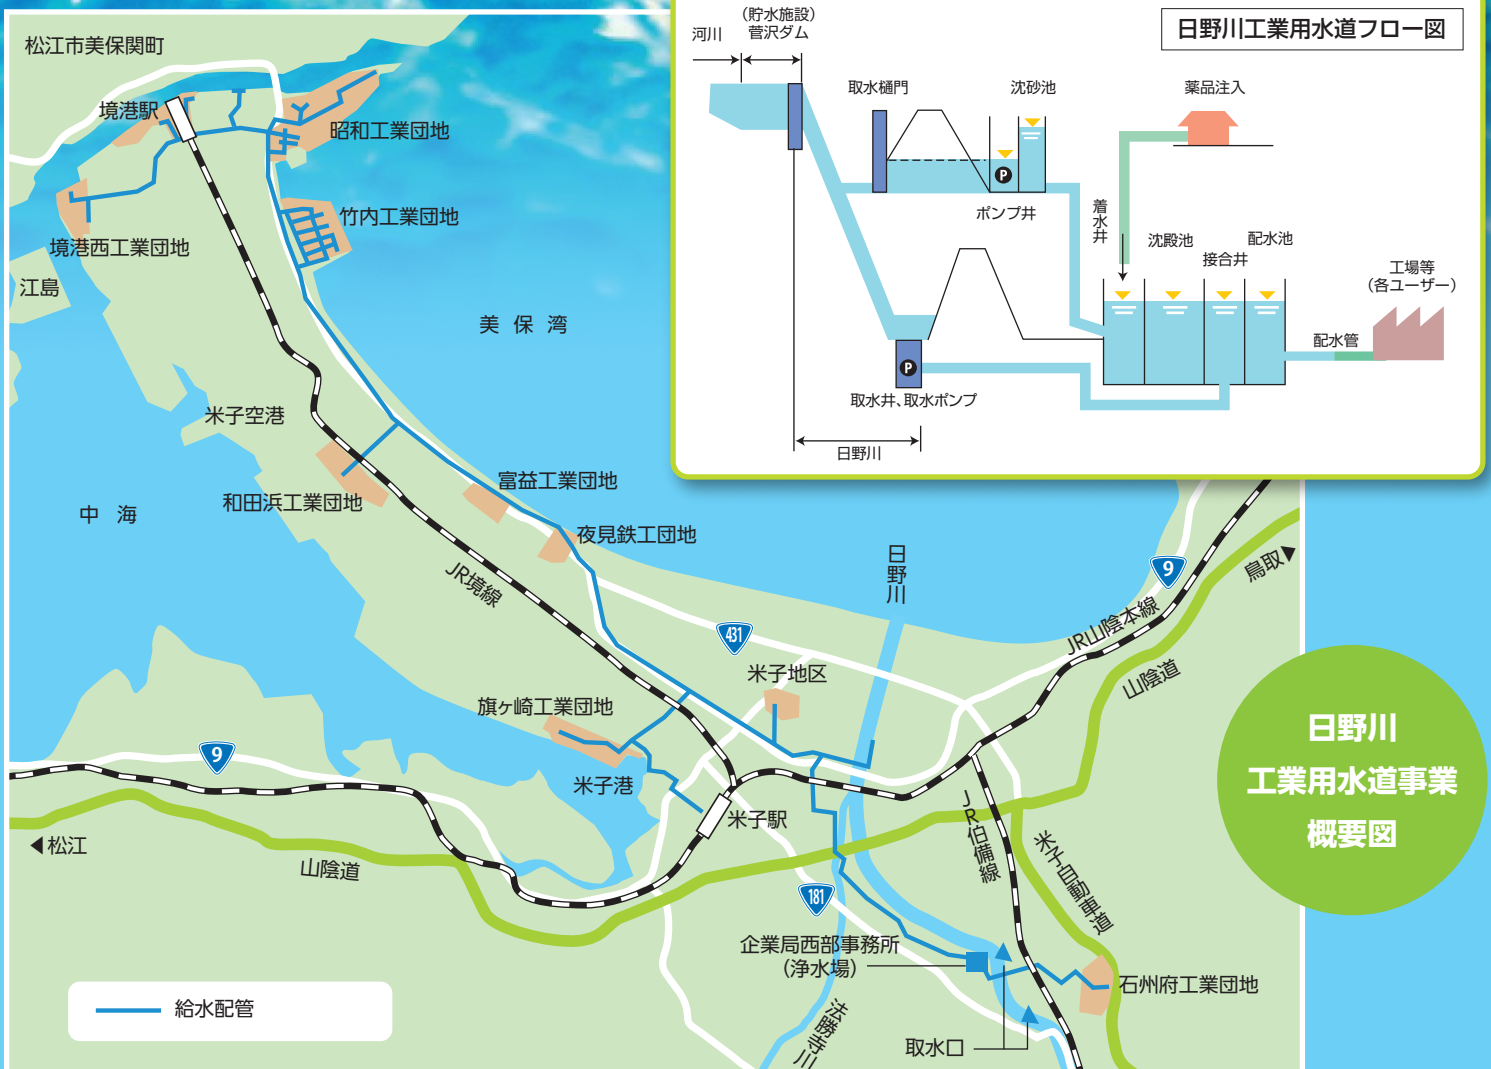 松江市美保関町
境港駅
昭和工業団地
竹内工業団地
境港西工業団地
江島
美保湾
米子空港
中海
和田浜工業団地
富益工業団地
夜見鉄工団地
JR境線
日野川
431
9
鳥取▶
JR山陰本線
山陰道
米子地区
旗ヶ崎工業団地
9
米子港
米子駅
◀松江
山陰道
JR伯備線
米子自動車道
181
企業局西部事務所
(浄水場)
石州府工業団地
法勝寺川
取水口
給水配管
日野川工業用水道フロー図
河川
(貯水施設)
菅沢ダム
取水樋門
沈砂池
薬品注入
P
ポンプ井
着水井
沈殿池
接合井
配水池
工場等
(各ユーザー)
配水管
P
取水井、取水ポンプ
日野川
日野川
工業用水道事業
概要図